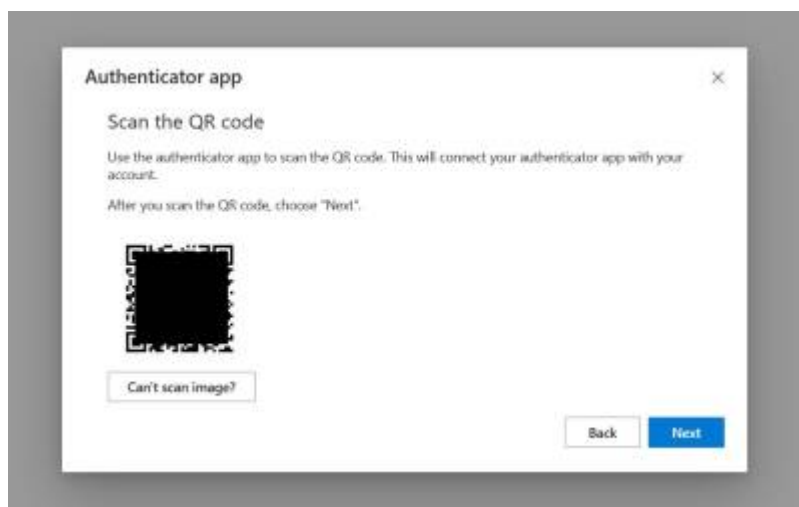 Authenticator app
Scan the QR code
Use the authenticator app to scan the QR code. This will connect your authenticator app with your
account.
After you scan the QR code, choose "Next".
Can't scan image?
Back
Next